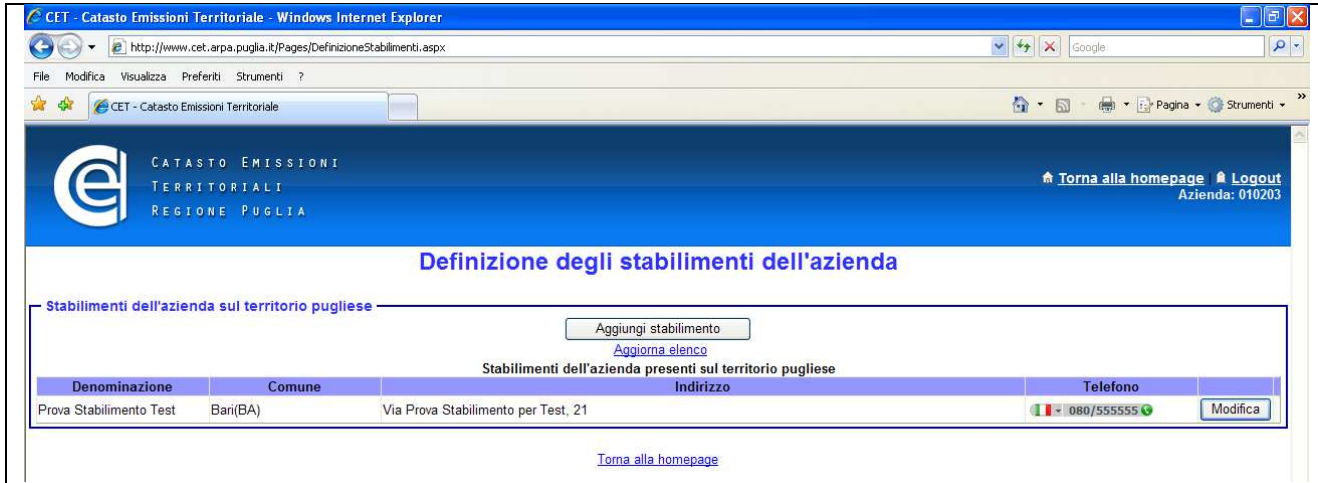 CET - Catasto Emissioni Territoriale - Windows Internet Explorer
http://www.cet.arpa.puglia.it/Pages/DefinizioneStabilimenti.aspx
Google
File Modifica Visualizza Preferiti Strumenti ?
CET - Catasto Emissioni Territoriale
Pagina Strumenti »
CATASTO EMISSIONI
TERRITORIALI
REGIONE PUGLIA
Torna alla homepage | Logout
Azienda: 010203
Definizione degli stabilimenti dell'azienda
Stabilimenti dell'azienda sul territorio pugliese
Aggiungi stabilimento
Aggiorna elenco
Stabilimenti dell'azienda presenti sul territorio pugliese
Denominazione Comune Indirizzo Telefono
Prova Stabilimento Test Bari(BA) Via Prova Stabilimento per Test, 21 080/555555 Modifica
Torna alla homepage